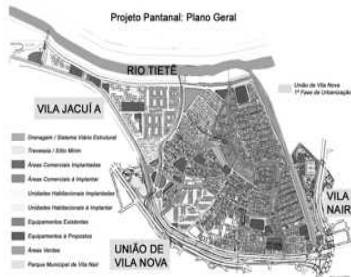 Projeto Pantanal: Plano Geral
RIO TIETÊ
União de Vila Nova
1ª Fase de Urbanização
VILA JACUÍ A
Drenagem / Sistema Viário Estrutural
Travessia / Sítio Mirim
Áreas Comerciais Implantadas
Áreas Comerciais à Implantar
Unidades Habitacionais Implantadas
Unidades Habitacionais à Implantar
Equipamentos Existentes
Equipamentos à Propostos
Áreas Verdes
Parque Municipal de Vila Nair
VILA
NAIR
UNIÃO DE
VILA NOVA